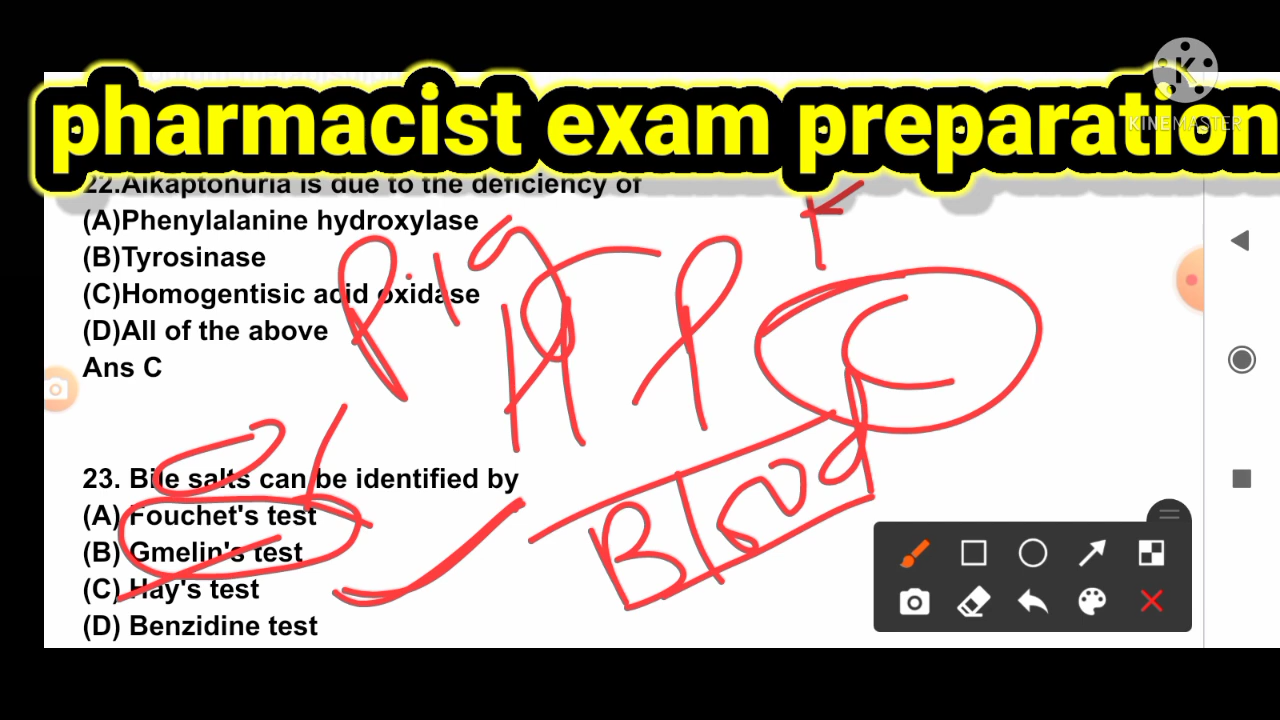 pharmacist exam preparation
KINEMASTER
22.Alkaptonuria is due to the deficiency of
(A)Phenylalanine hydroxylase
(B)Tyrosinase
(C)Homogentisic acid oxidase
(D)All of the above
Ans C
23. Bile salts can be identified by
(A) Fouchet's test
(B) Gmelin's test
(C) Hay's test
(D) Benzidine test
Blood